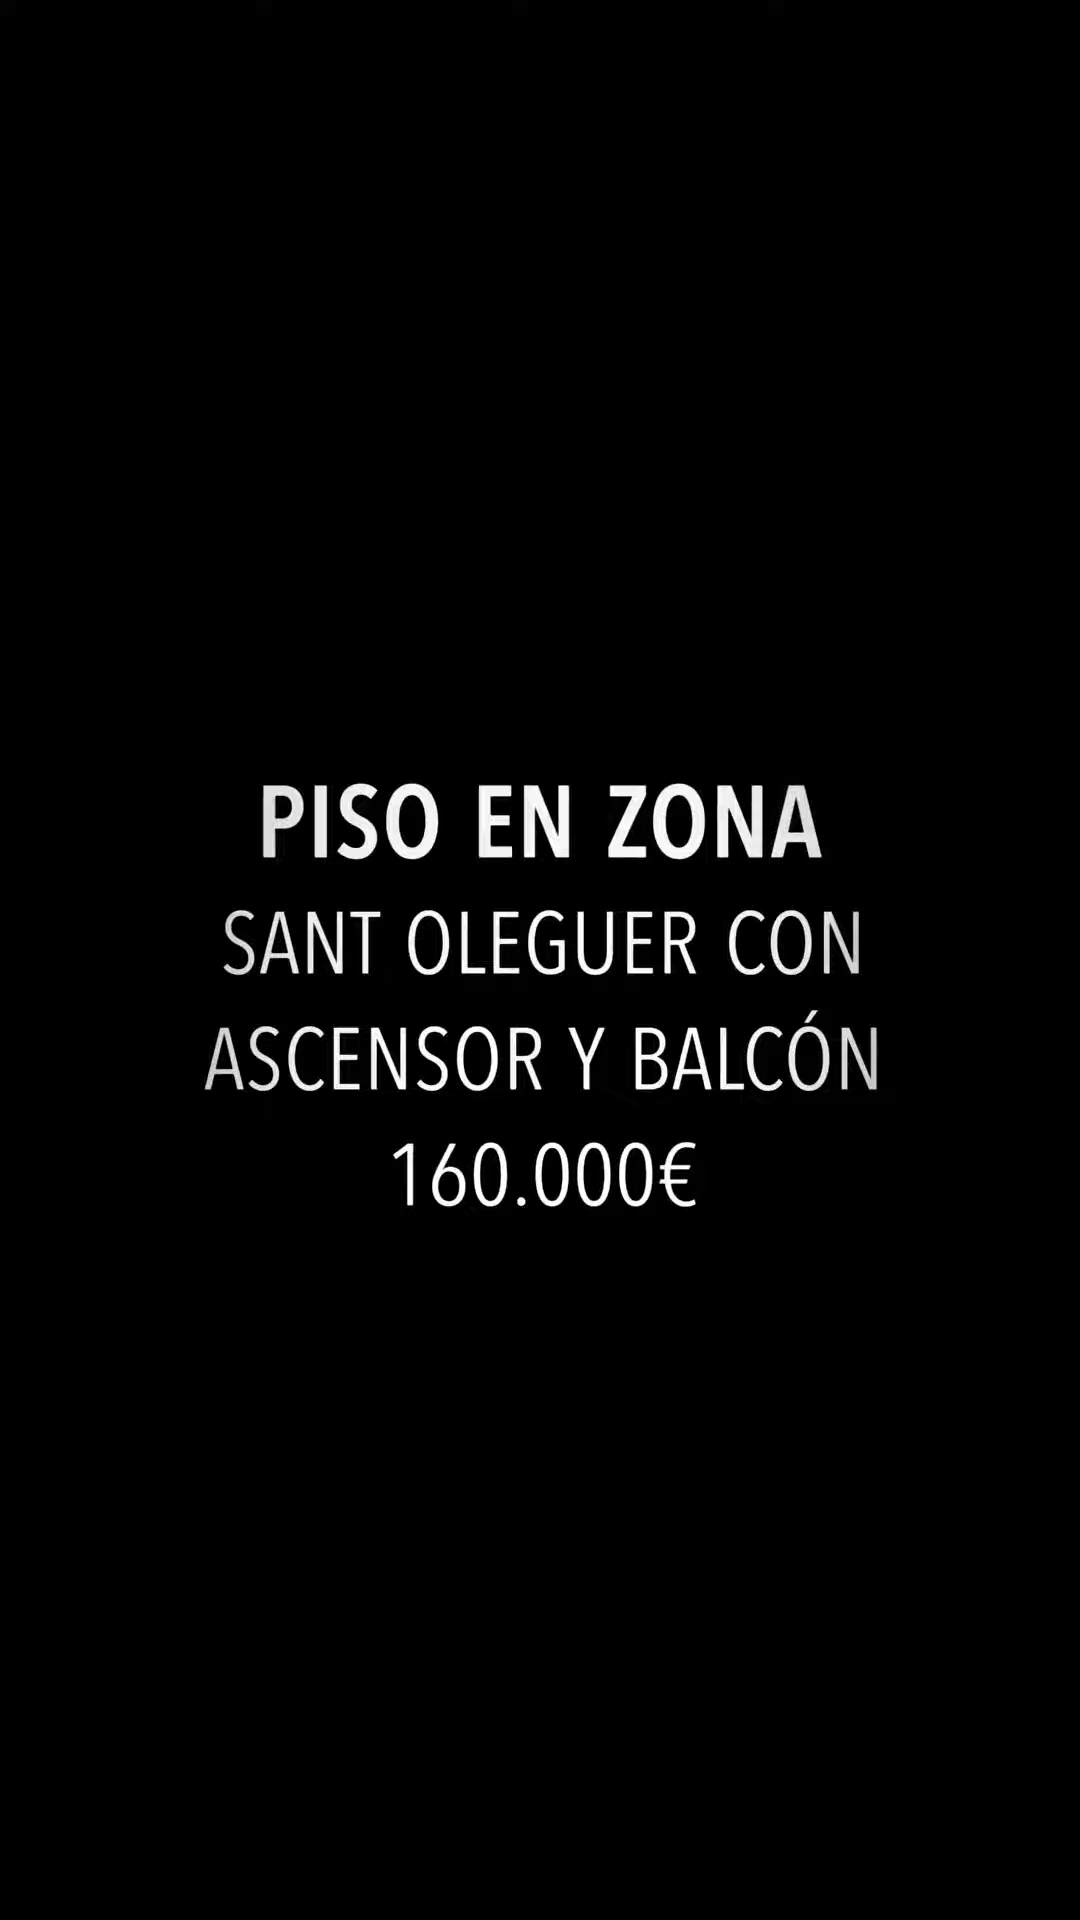 PISO EN ZONA
SANT OLEGUER CON
ASCENSOR Y BALCÓN
160.000€